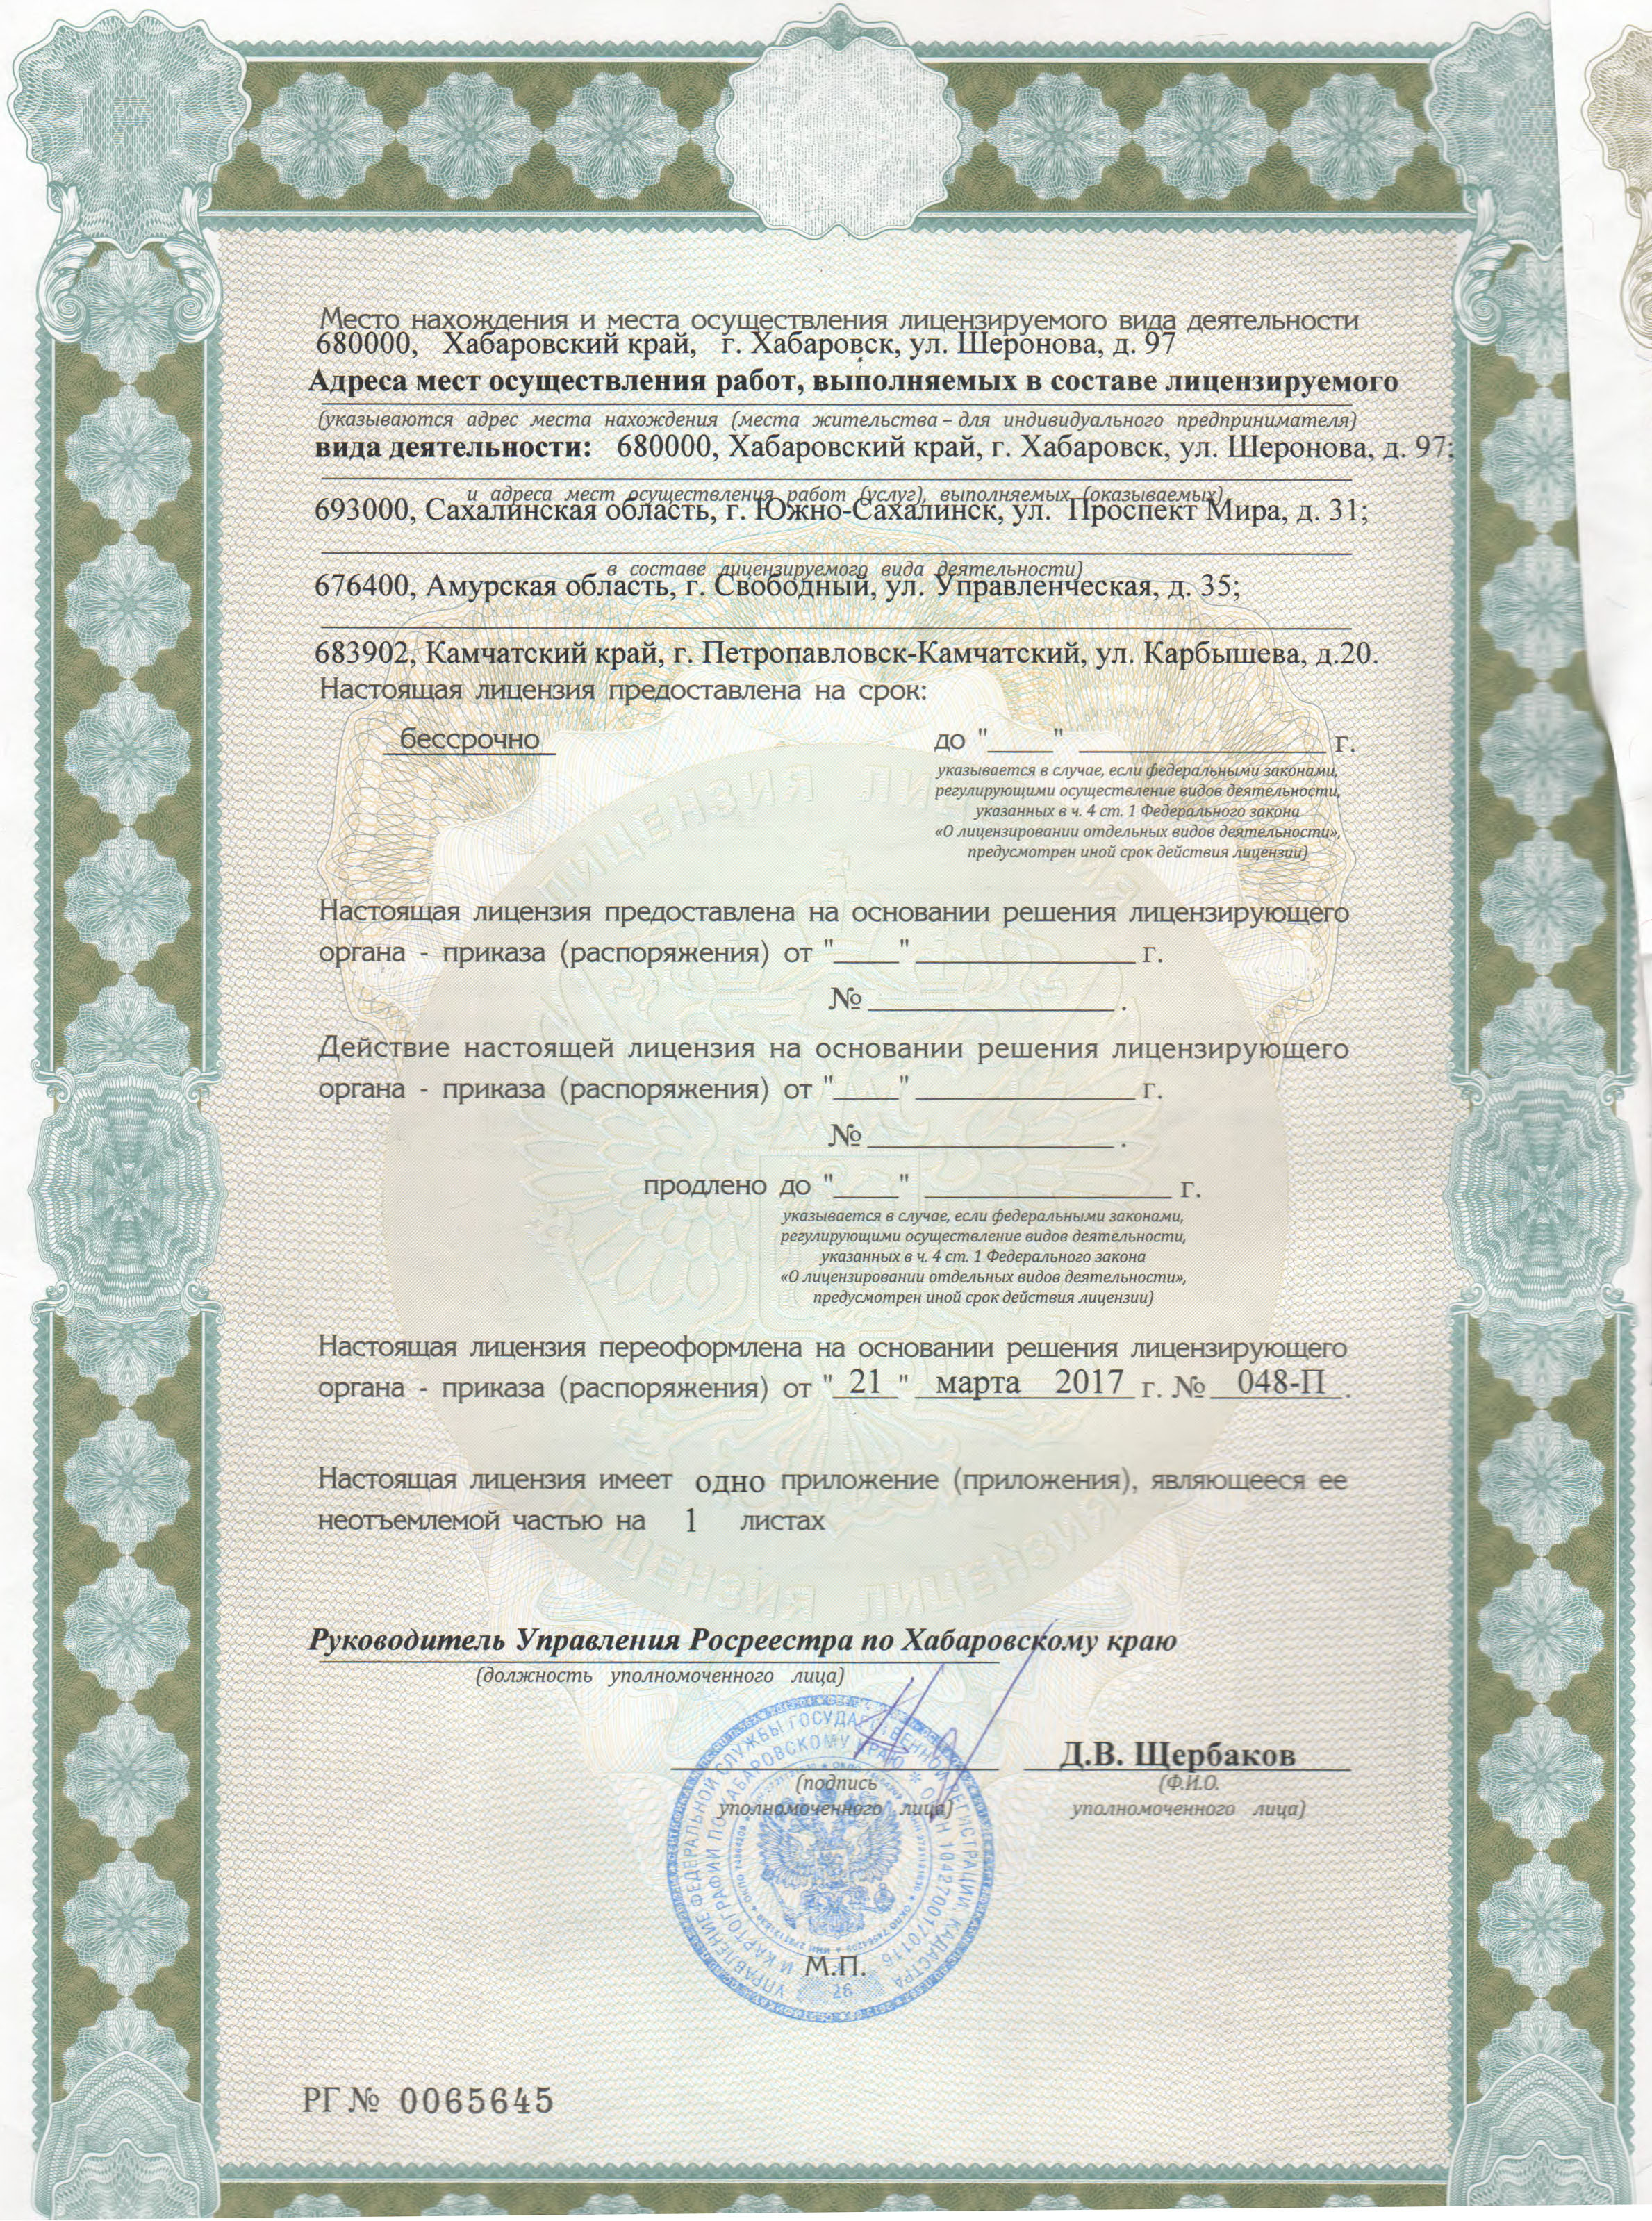 Место нахождения и места осуществления лицензируемого вида деятельности
680000, Хабаровский край, г. Хабаровск, ул. Шеронова, д. 97
Адреса мест осуществления работ, выполняемых в составе лицензируемого
(указываются адрес места нахождения (места жительства – для индивидуального предпринимателя)
вида деятельности: 680000, Хабаровский край, г. Хабаровск, ул. Шеронова, д. 97;
и адреса мест осуществления работ (услуг), выполняемых (оказываемых)
693000, Сахалинская область, г. Южно-Сахалинск, ул. Проспект Мира, д. 31;
в составе лицензируемого вида деятельности)
676400, Амурская область, г. Свободный, ул. Управленческая, д. 35;
683902, Камчатский край, г. Петропавловск-Камчатский, ул. Карбышева, д.20.
Настоящая лицензия предоставлена на срок:
бессрочно до "____" ____________ г.
указывается в случае, если федеральными законами,
регулирующими осуществление видов деятельности,
указанных в ч. 4 ст. 1 Федерального закона
«О лицензировании отдельных видов деятельности»,
предусмотрен иной срок действия лицензии)
ЛИЦЕНЗИЯ
Настоящая лицензия предоставлена на основании решения лицензирующего
органа - приказа (распоряжения) от "____" ____________ г.
№ ____________ .
Действие настоящей лицензия на основании решения лицензирующего
органа - приказа (распоряжения) от "____" ____________ г.
№ ____________ .
продлено до "____" ____________ г.
указывается в случае, если федеральными законами,
регулирующими осуществление видов деятельности,
указанных в ч. 4 ст. 1 Федерального закона
«О лицензировании отдельных видов деятельности»,
предусмотрен иной срок действия лицензии)
Настоящая лицензия переоформлена на основании решения лицензирующего
органа - приказа (распоряжения) от "21" марта 2017 г. № 048-П .
Настоящая лицензия имеет одно приложение (приложения), являющееся ее
неотъемлемой частью на 1 листах
ЛИЦЕНЗИЯ ЛИЦЕНЗИЯ
Руководитель Управления Росреестра по Хабаровскому краю
(должность уполномоченного лица)
Д.В. Щербаков
(подпись
уполномоченного лица)
(Ф.И.О.
уполномоченного лица)
УПРАВЛЕНИЕ ФЕДЕРАЛЬНОЙ СЛУЖБЫ ГОСУДАРСТВЕННОЙ РЕГИСТРАЦИИ, КАДАСТРА
И КАРТОГРАФИИ ПО ХАБАРОВСКОМУ КРАЮ * ОГРН 1042700170116
М.П.
26
РГ № 0065645